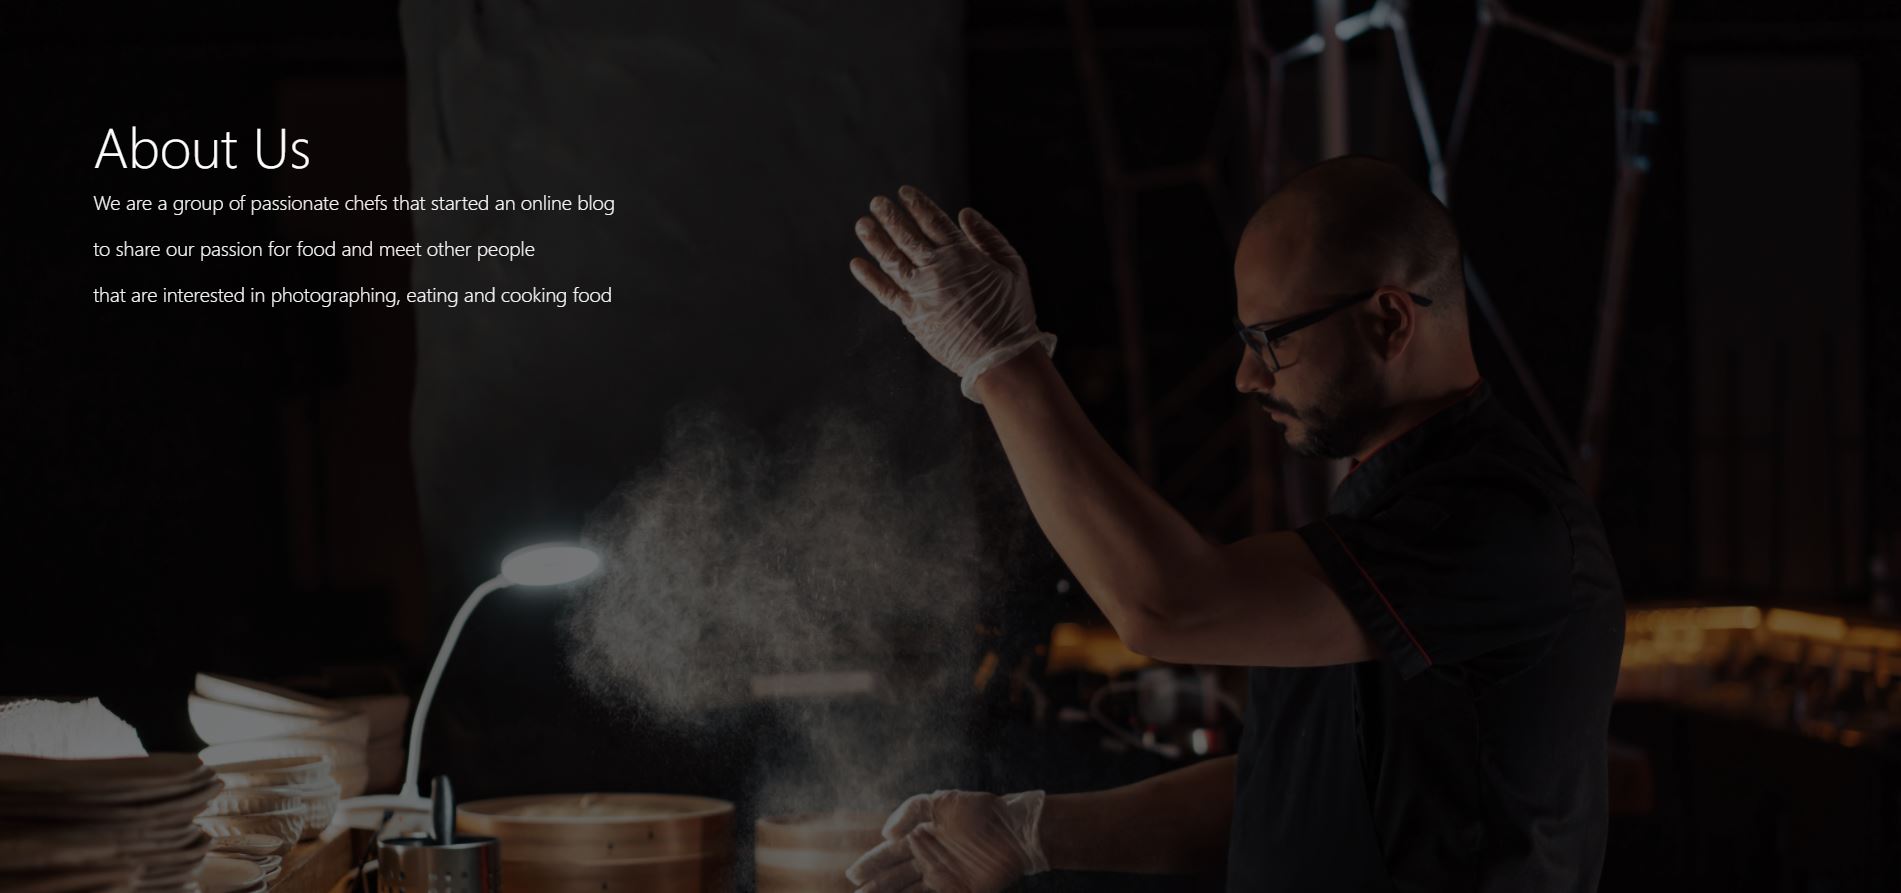 About Us
We are a group of passionate chefs that started an online blog
to share our passion for food and meet other people
that are interested in photographing, eating and cooking food